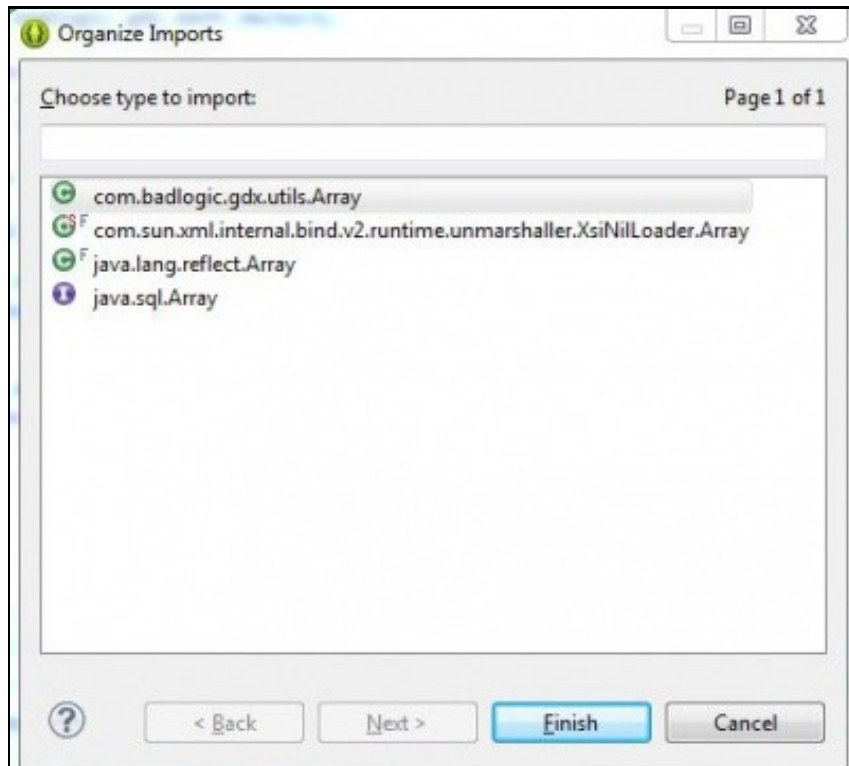 Organize Imports
Choose type to import: Page 1 of 1
com.badlogic.gdx.utils.Array
com.sun.xml.internal.bind.v2.runtime.unmarshaller.XsiNilLoader.Array
java.lang.reflect.Array
java.sql.Array
< Back Next > Finish Cancel